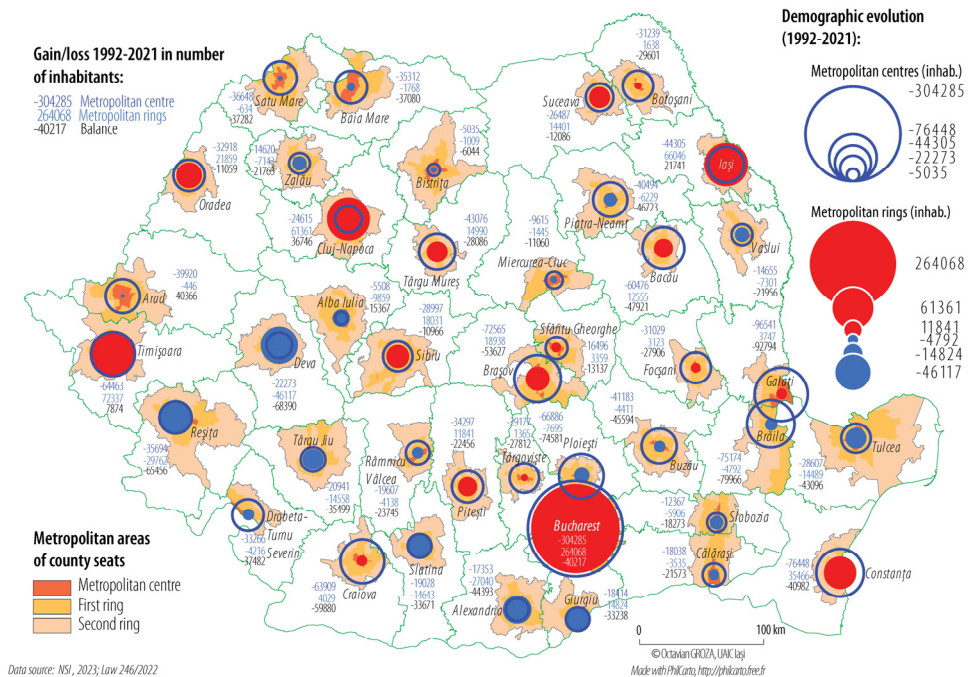 Gain/loss 1992-2021 in number
of inhabitants:
-304285 Metropolitan centre
264068 Metropolitan rings
-40217 Balance
Demographic evolution
(1992-2021):
Metropolitan centres (inhab.)
-304285
-76448
-44305
-22273
-5035
Metropolitan rings (inhab.)
264068
61361
11841
-4792
-14824
-46117
-36648
-634
37282
Satu Mare
-35312
-1768
37080
Baia Mare
-31239
1638
-29601
Botoșani
Suceava
-26487
14401
-12086
-32918
21859
11059
Oradea
14620
-7143
21763
Zalău
-5035
-1009
6044
Bistrița
-44305
66046
21741
Iași
-24615
61361
36746
Cluj-Napoca
-43076
14990
-28086
Târgu Mureș
-9615
-1445
-11060
Miercurea-Ciuc
-40494
-6229
46723
Piatra-Neamț
-60476
12555
-47921
Bacău
-14655
-7301
-21956
Vaslui
-39920
-446
40366
Arad
Timișoara
-64463
72337
7874
Alba Iulia
-5508
-9859
-15367
Deva
-22273
-46117
-68390
-28997
18031
-10966
Sibiu
-72565
18938
-53627
Brașov
Sfântu Gheorghe
-16496
3359
-13137
-31029
3123
-27906
Focșani
-96541
3747
-92794
Galați
Brăila
-75174
-4792
-79966
Tulcea
-28607
-14489
-43096
Reșița
-35694
-29762
65456
Târgu Jiu
-20941
-14558
-35499
Râmnicu
Vâlcea
-19607
-4138
-23745
-34297
11841
-22456
Pitești
29177
1365
-27812
Târgoviște
-66886
-7695
-74581
Ploiești
-41183
-4411
-45594
Buzău
Drobeta-
Turnu
Severin
-33266
-4216
-37482
Craiova
-63909
4029
-59880
Slatina
-19028
-14643
-33671
Bucharest
-304285
264068
-40217
-12367
-5906
-18273
Slobozia
Călărași
-18038
-3535
-21573
-76448
35466
-40982
Constanța
-17353
-27040
-44393
Alexandria
Giurgiu
-18414
-14824
-33238
Metropolitan areas
of county seats
Metropolitan centre
First ring
Second ring
0 100 km
© Octavian GROZA, UAIC Iași
Made with PhilCarto, http://philcarto.free.fr
Data source: NSI, 2023; Law 246/2022